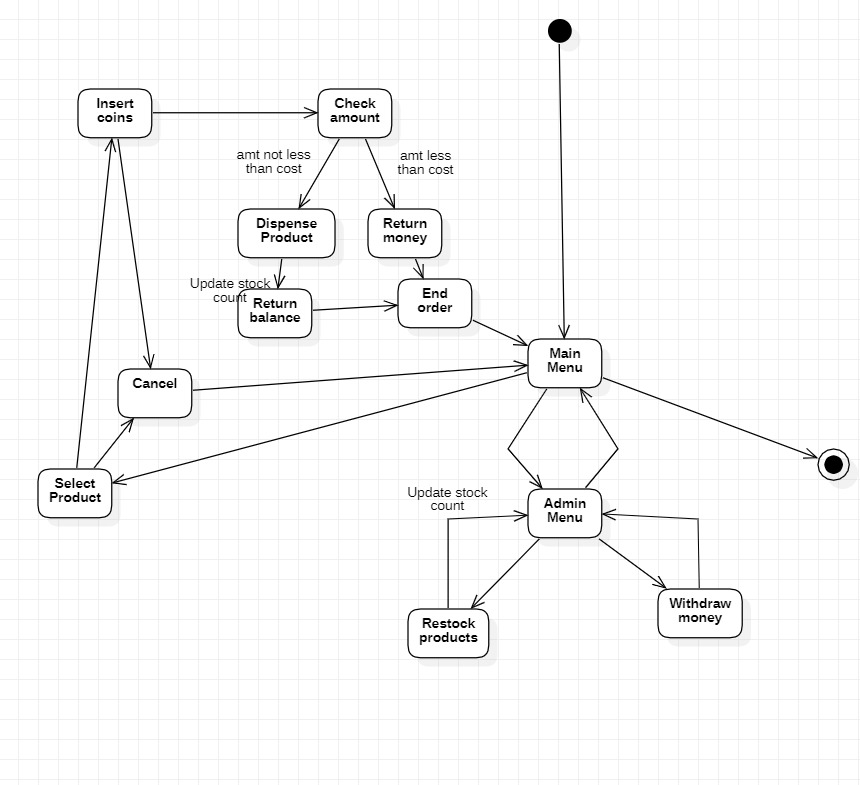 Insert
coins
Check
amount
amt not less
than cost
amt less
than cost
Dispense
Product
Return
money
Update stock
count
Return
balance
End
order
Main
Menu
Cancel
Select
Product
Update stock
count
Admin
Menu
Restock
products
Withdraw
money